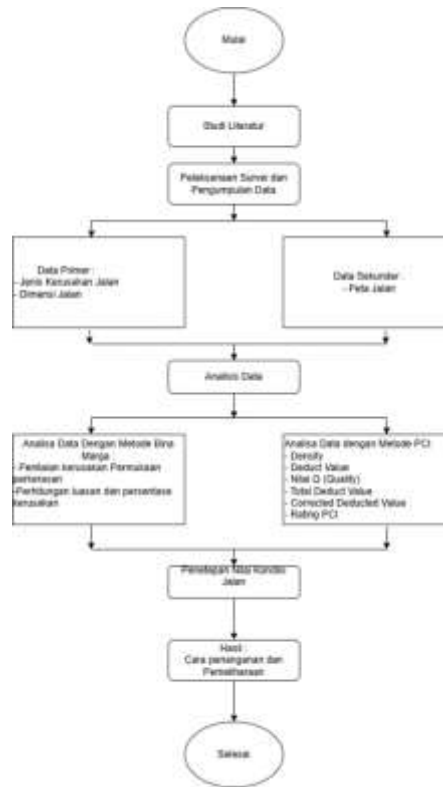 Mulai
Studi Literatur
Pelaksanaan Survei dan
Pengumpulan Data
Data Primer :
- Jenis Kerusakan Jalan
- Dimensi Jalan
Data Sekunder :
- Peta Jalan
Analisis Data
Analisa Data Dengan Metode Bina
Marga :
- Penilaian kerusakan Permukaan
perkerasan
-Perhitungan luasan dan persentase
kerusakan
Analisa Data dengan Metode PCI:
- Density
- Deduct Value
- Nilai Q (Quality)
- Total Deduct Value
- Corrected Deducted Value
- Rating PCI
Penetapan Nilai Kondisi
Jalan
Hasil :
Cara penanganan dan
Pemeliharaan
Selesai